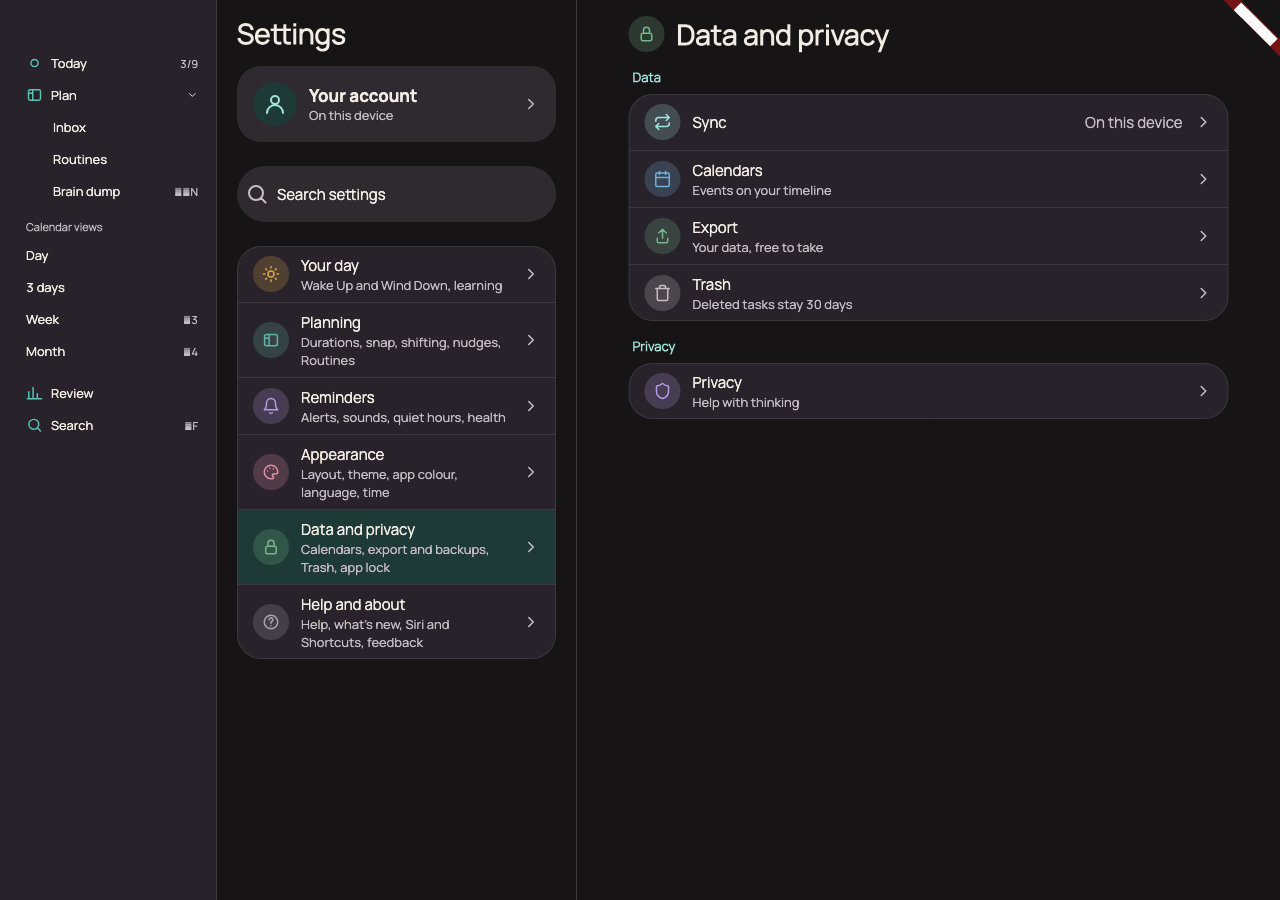 Today 3/9
Plan
Inbox
Routines
Brain dump N
Calendar views
Day
3 days
Week 3
Month 4
Review
Search F
Settings
Your account
On this device
Search settings
Your day
Wake Up and Wind Down, learning
Planning
Durations, snap, shifting, nudges,
Routines
Reminders
Alerts, sounds, quiet hours, health
Appearance
Layout, theme, app colour,
language, time
Data and privacy
Calendars, export and backups,
Trash, app lock
Help and about
Help, what's new, Siri and
Shortcuts, feedback
Data and privacy
Data
Sync On this device
Calendars
Events on your timeline
Export
Your data, free to take
Trash
Deleted tasks stay 30 days
Privacy
Privacy
Help with thinking